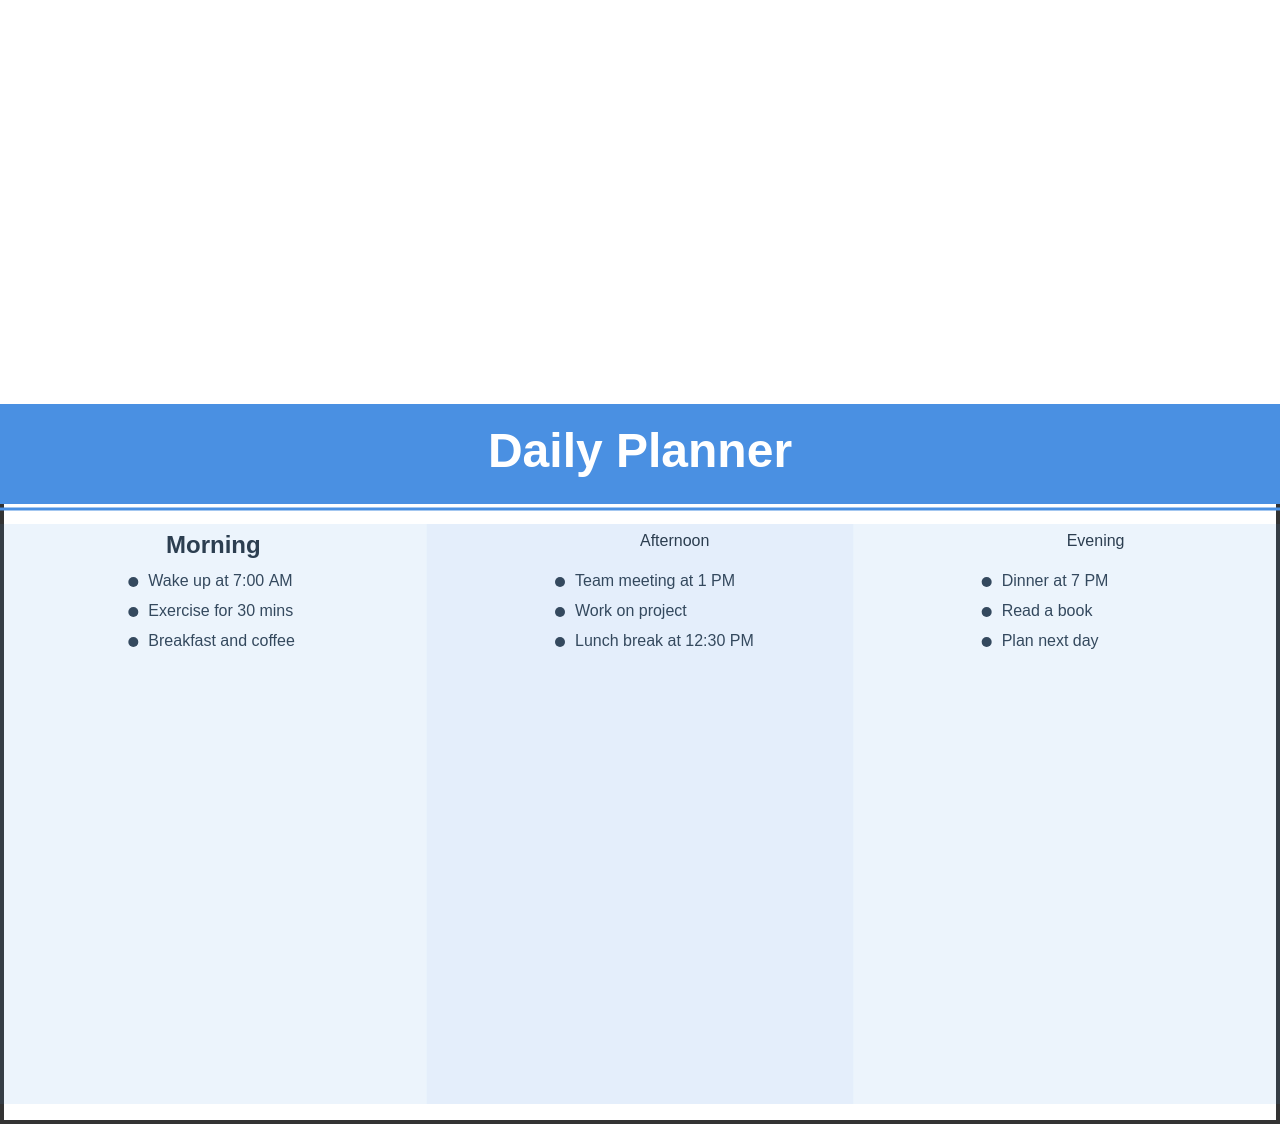 Daily Planner
Morning
Wake up at 7:00 AM
Exercise for 30 mins
Breakfast and coffee
Afternoon
Team meeting at 1 PM
Work on project
Lunch break at 12:30 PM
Evening
Dinner at 7 PM
Read a book
Plan next day